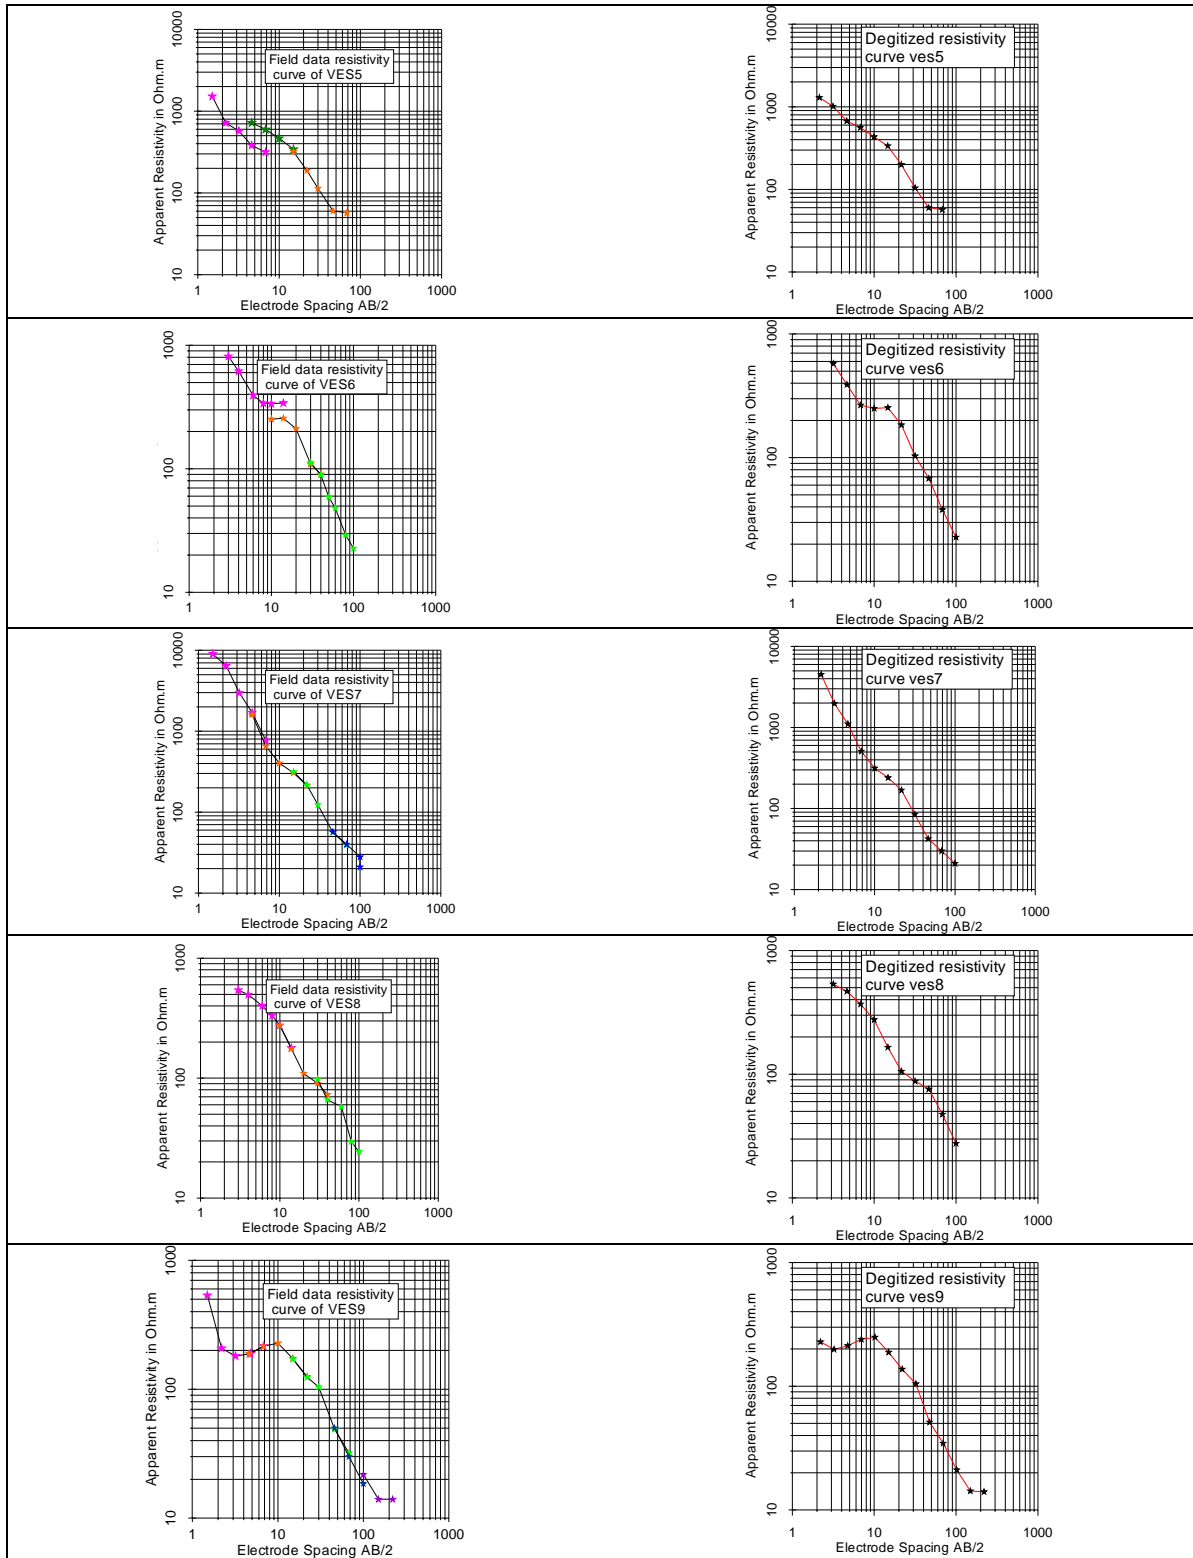 Field data resistivity
curve of VES5
Apparent Resistivity in Ohm.m
10000
1000
100
10
1 10 100 1000
Electrode Spacing AB/2
Degitized resistivity
curve ves5
Apparent Resistivity in Ohm.m
10000
1000
100
10
1 10 100 1000
Electrode Spacing AB/2
Field data resistivity
curve of VES6
1000
100
10
1 10 100 1000
Degitized resistivity
curve ves6
Apparent Resistivity in Ohm.m
1000
100
10
1 10 100 1000
Electrode Spacing AB/2
Field data resistivity
curve of VES7
Apparent Resistivity in Ohm.m
10000
1000
100
10
1 10 100 1000
Electrode Spacing AB/2
Degitized resistivity
curve ves7
Apparent Resistivity in Ohm.m
10000
1000
100
10
1 10 100 1000
Electrode Spacing AB/2
Field data resistivity
curve of VES8
Apparent Resistivity in Ohm.m
1000
100
10
1 10 100 1000
Electrode Spacing AB/2
Degitized resistivity
curve ves8
Apparent Resistivity in Ohm.m
1000
100
10
1 10 100 1000
Electrode Spacing AB/2
Field data resistivity
curve of VES9
Apparent Resistivity in Ohm.m
1000
100
10
1 10 100 1000
Electrode Spacing AB/2
Degitized resistivity
curve ves9
Apparent Resistivity in Ohm.m
1000
100
10
1 10 100 1000
Electrode Spacing AB/2